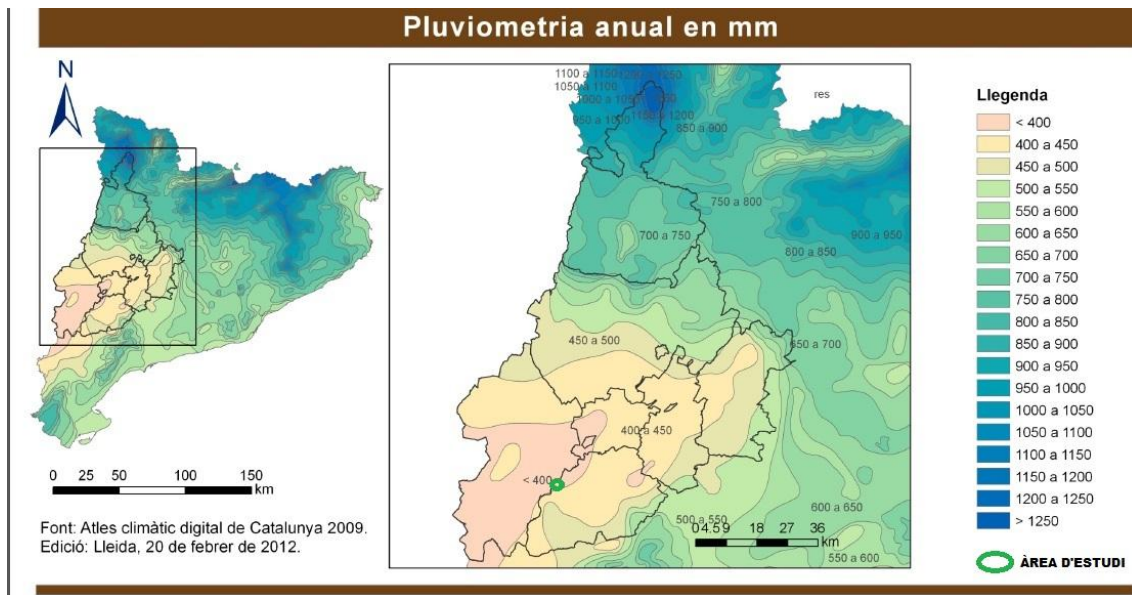 Pluviometria anual en mm
N
0 25 50 100 150
km
Font: Atles climàtic digital de Catalunya 2009.
Edició: Lleida, 20 de febrer de 2012.
1100 a 1150
1050 a 1100
950 a 1000
1150 a 1200
850 a 900
res
750 a 800
700 a 750
900 a 950
800 a 850
450 a 500
650 a 700
400 a 450
< 400
600 a 650
500 a 550
0 4.5 9 18 27 36
km
550 a 600
Llegenda
< 400
400 a 450
450 a 500
500 a 550
550 a 600
600 a 650
650 a 700
700 a 750
750 a 800
800 a 850
850 a 900
900 a 950
950 a 1000
1000 a 1050
1050 a 1100
1100 a 1150
1150 a 1200
1200 a 1250
> 1250
ÀREA D'ESTUDI